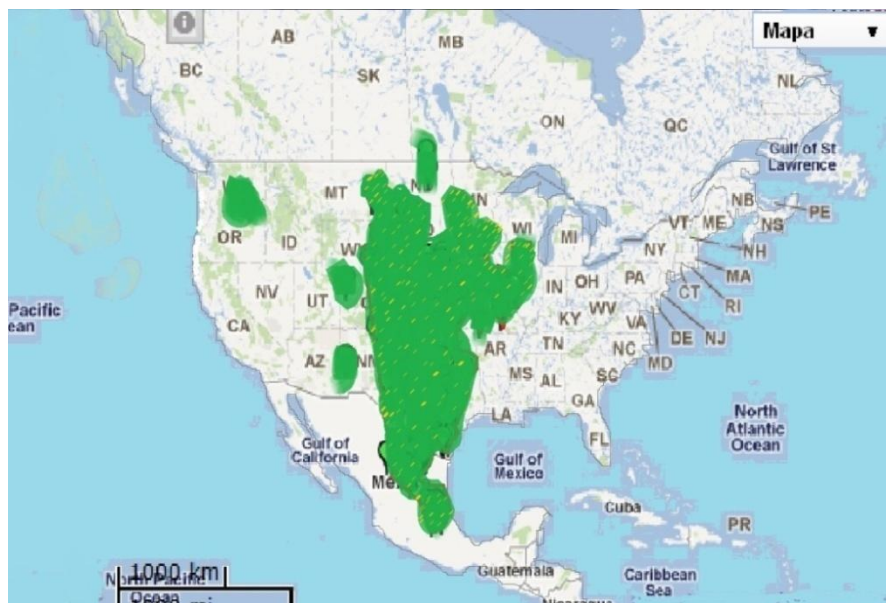 AB
MB
Mapa
BC
SK
NL
ON
QC
Gulf of St
Lawrence
MT
NB
PE
OR
ID
WI
MI
VT
ME
NS
NY
NH
NV
UT
IN
OH
PA
MA
CT
RI
Pacific
ean
CA
KY
WV
VA
DE
NJ
AZ
AR
TN
NC
MD
MS
AL
SC
GA
LA
FL
North
Atlantic
Ocean
Gulf of
California
Gulf of
Mexico
Cuba
PR
Guatemala
Caribbean
Sea
1000 km
North Pacific
Ocean